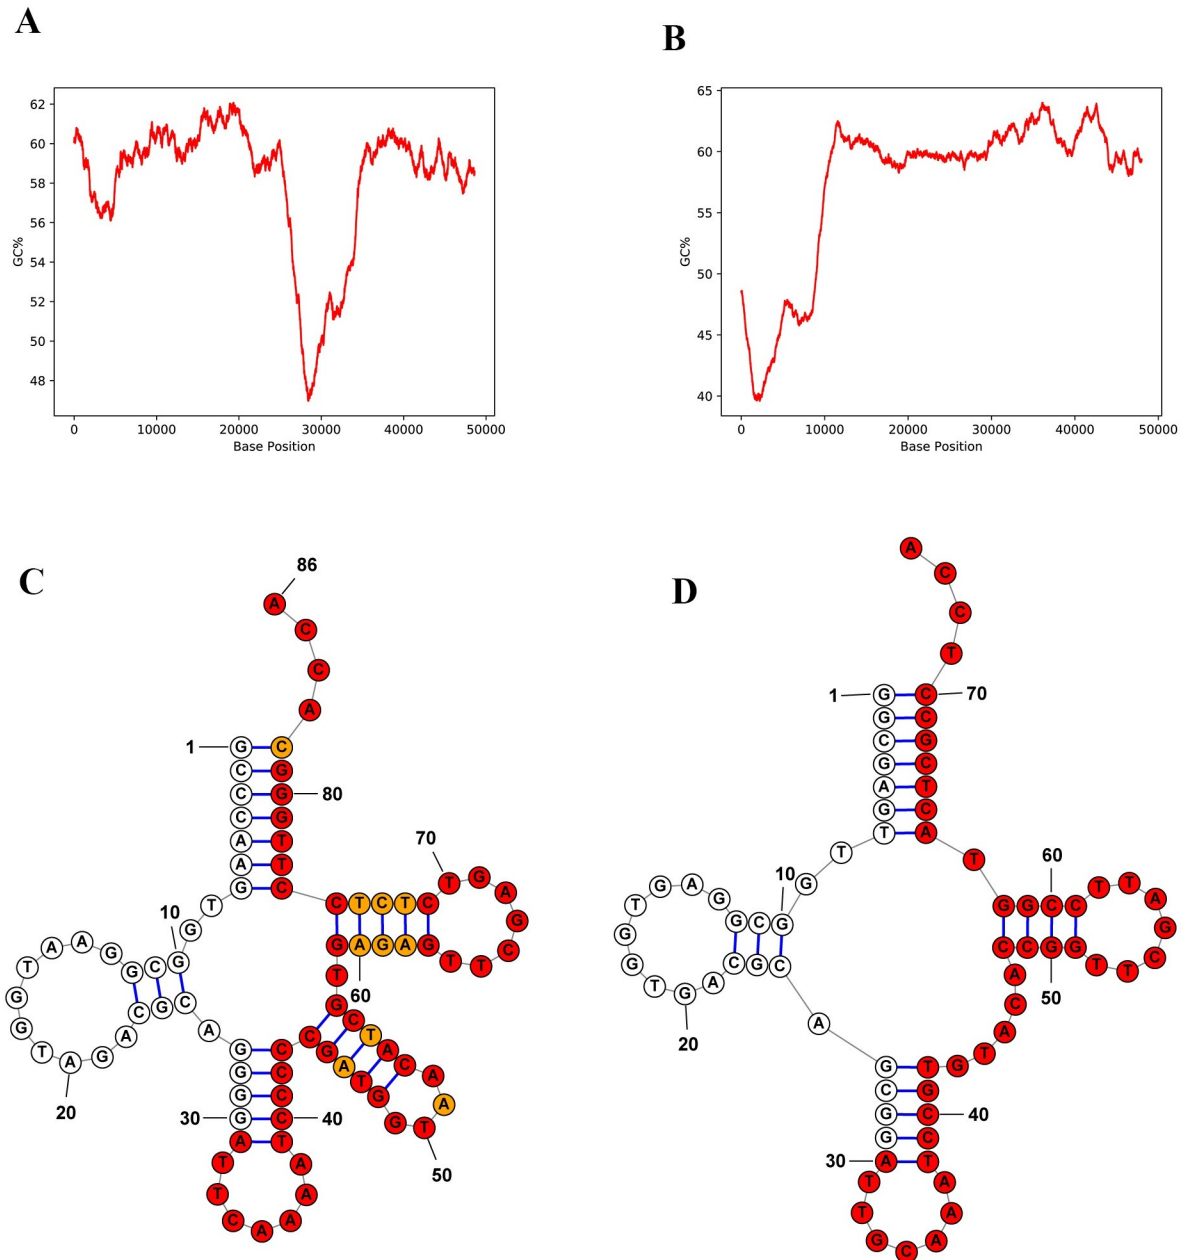 A
B
62
60
58
56
54
52
50
48
GC%
0 10000 20000 30000 40000 50000
Base Position
65
60
55
50
45
40
GC%
0 10000 20000 30000 40000 50000
Base Position
C
1
10
20
30
40
50
60
70
80
86
G C C C A A G T G G C G G A A T G G T A G A C G C A G G G G A T T C A A A A T C C C C C G A T G G T A A C A T C G T G A G A G T T C G A G T C T C T C C T T G G G C A C C A
D
1
10
20
30
40
50
60
70
G G C G A G T T G G C G G A G T G G T G A C G C A G C G G A T T G C A A A T C C G T G T A C A C C G G T T C G A T T C C G G T A C T C G C C T C C A